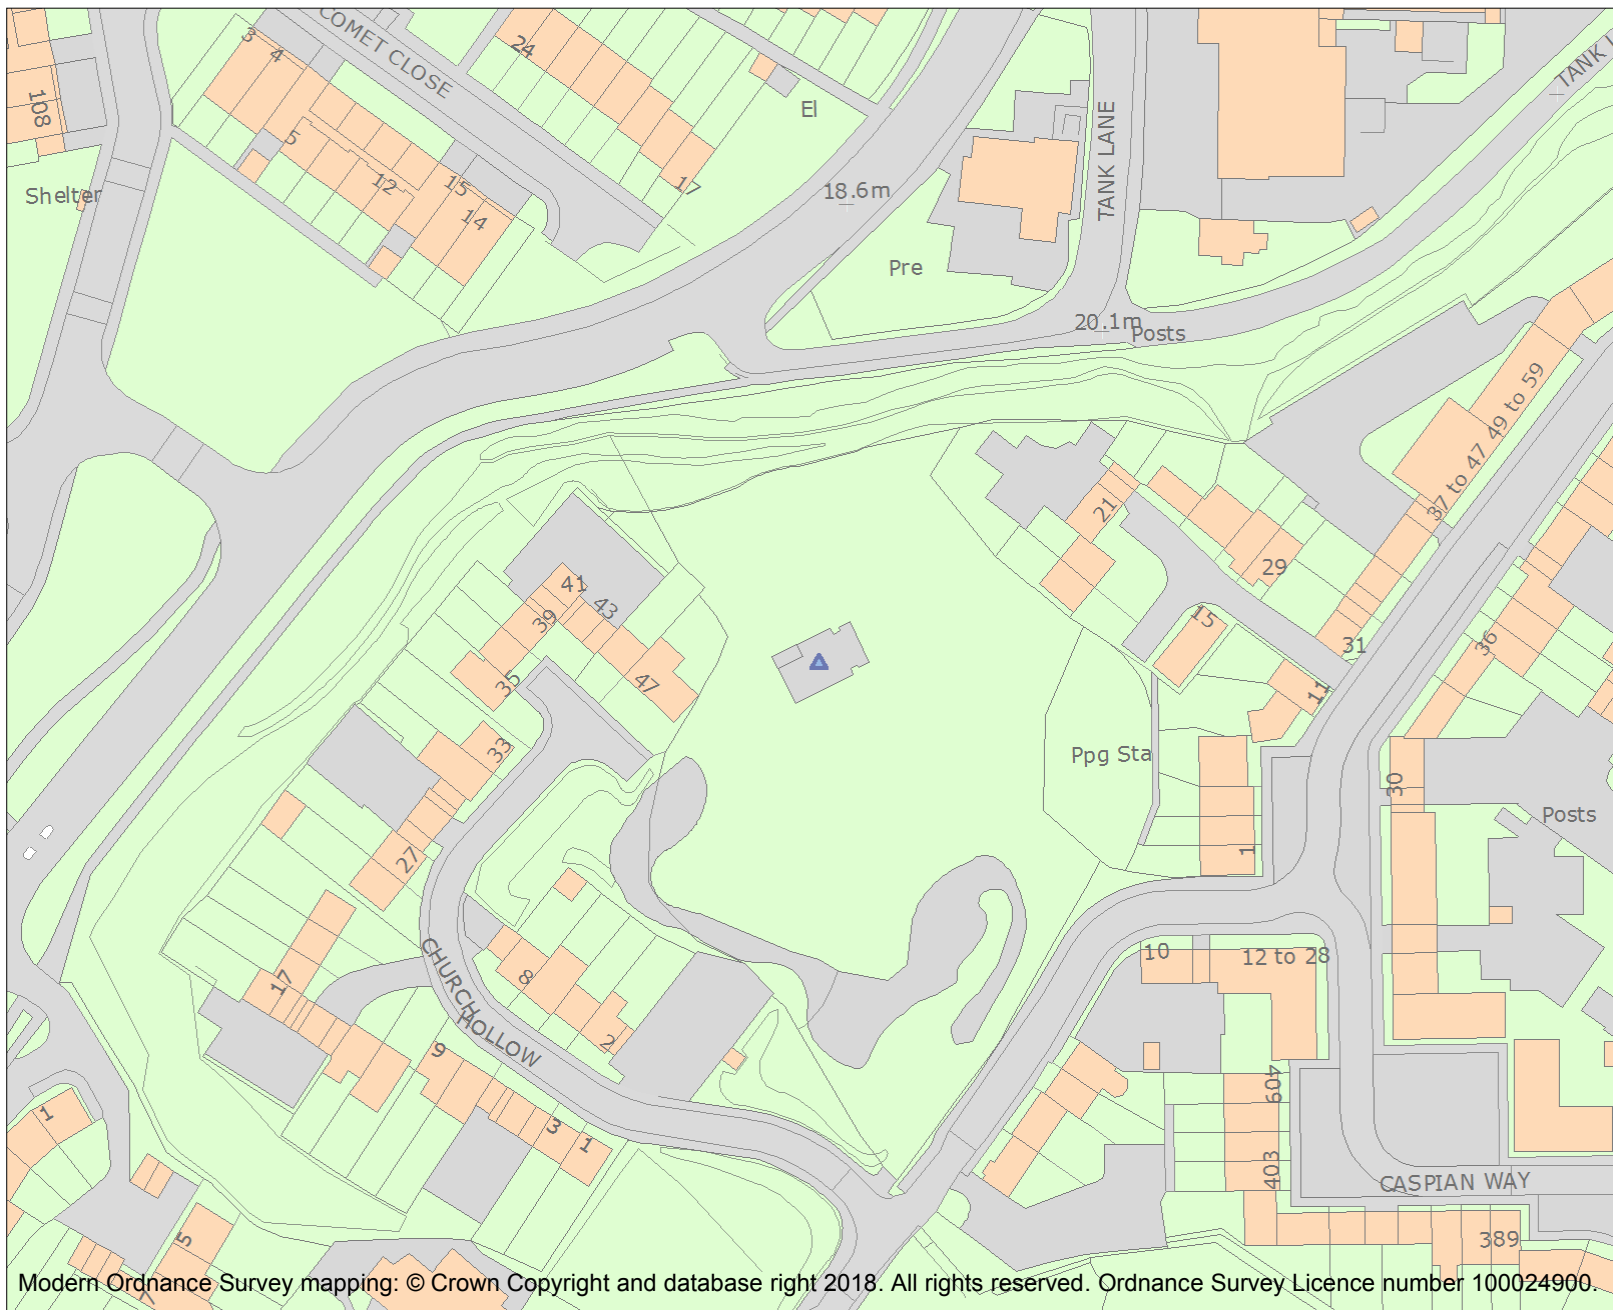 COMET CLOSE
24
3
4
TANK L
108
El
5
12
15
14
17
TANK LANE
Shelter
18.6m
Pre
20.1m
Posts
37 to 47 49 to 59
21
29
41
43
39
15
31
36
35
47
11
33
Ppg Sta
30
Posts
27
1
CHURCH
HOLLOW
10
12 to 28
17
8
2
9
409
1
3
1
403
CASPIAN WAY
5
389
7
Modern Ordnance Survey mapping: © Crown Copyright and database right 2018. All rights reserved. Ordnance Survey Licence number 100024900.